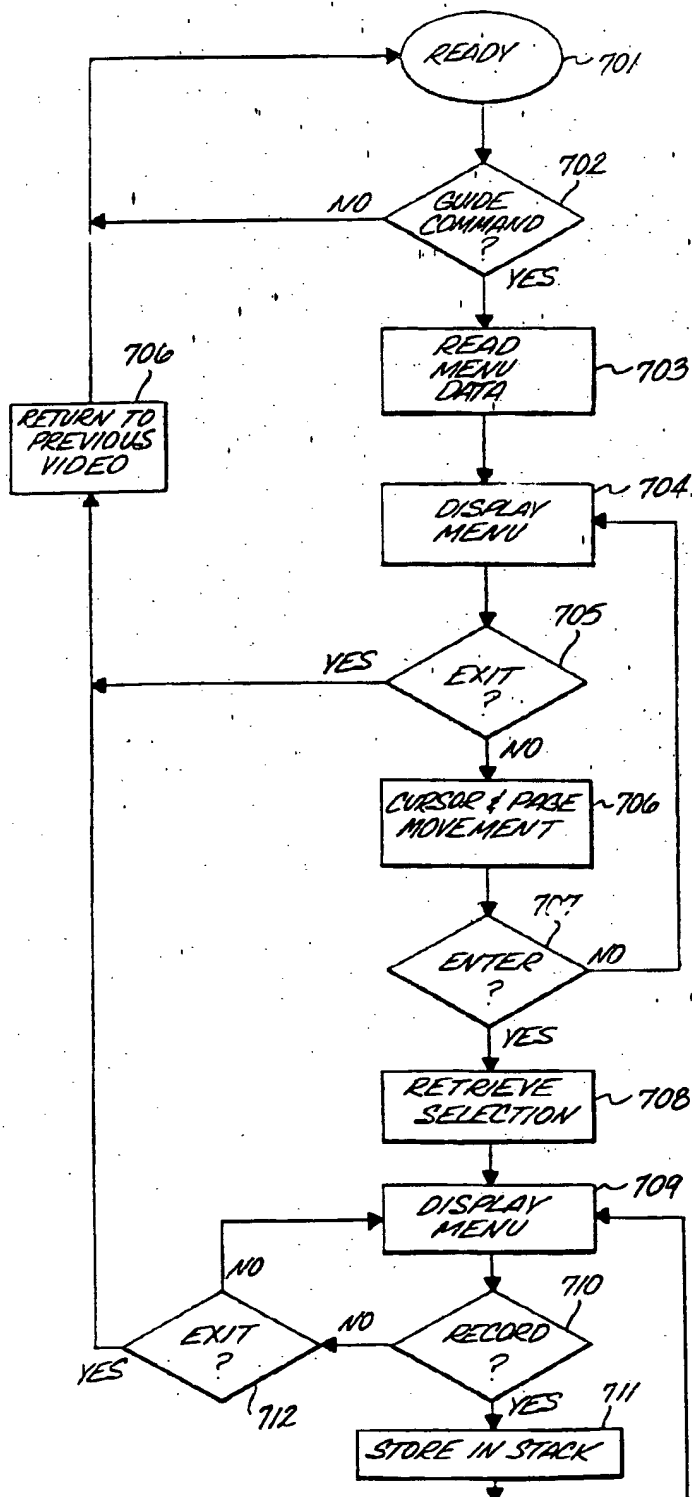 READY
701
702
GUIDE
COMMAND
?
NO
YES
706
READ
MENU
DATA
703
RETURN TO
PREVIOUS
VIDEO
704
DISPLAY
MENU
705
YES
EXIT
?
NO
CURSOR & PAGE
MOVEMENT
706
707
ENTER
?
NO
YES
RETRIEVE
SELECTION
708
709
DISPLAY
MENU
NO
710
EXIT
?
NO
RECORD
?
YES
712
YES
711
STORE IN STACK